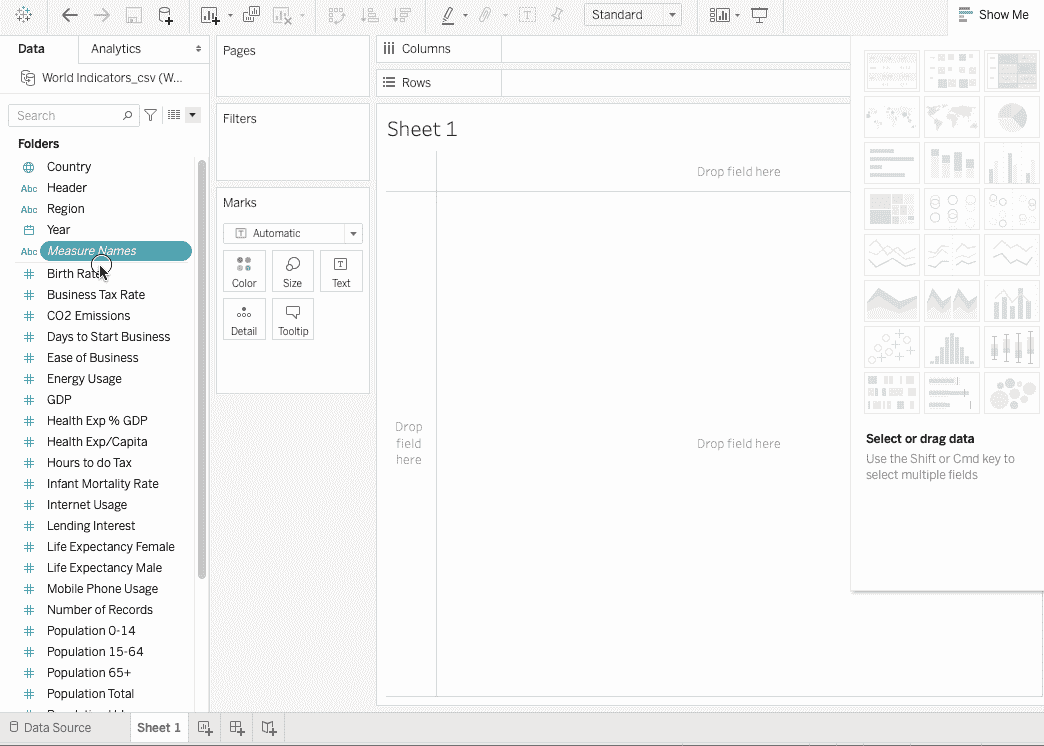 Standard
Show Me
Data
Analytics
World Indicators_csv (W...
Search
Folders
Country
Abc Header
Abc Region
Year
Abc Measure Names
Birth Rate
Business Tax Rate
CO2 Emissions
Days to Start Business
Ease of Business
Energy Usage
GDP
Health Exp % GDP
Health Exp/Capita
Hours to do Tax
Infant Mortality Rate
Internet Usage
Lending Interest
Life Expectancy Female
Life Expectancy Male
Mobile Phone Usage
Number of Records
Population 0-14
Population 15-64
Population 65+
Population Total
Pages
Filters
Marks
Automatic
Color
Size
Text
Detail
Tooltip
Columns
Rows
Sheet 1
Drop field here
Drop
field
here
Drop field here
Select or drag data
Use the Shift or Cmd key to
select multiple fields
Data Source
Sheet 1